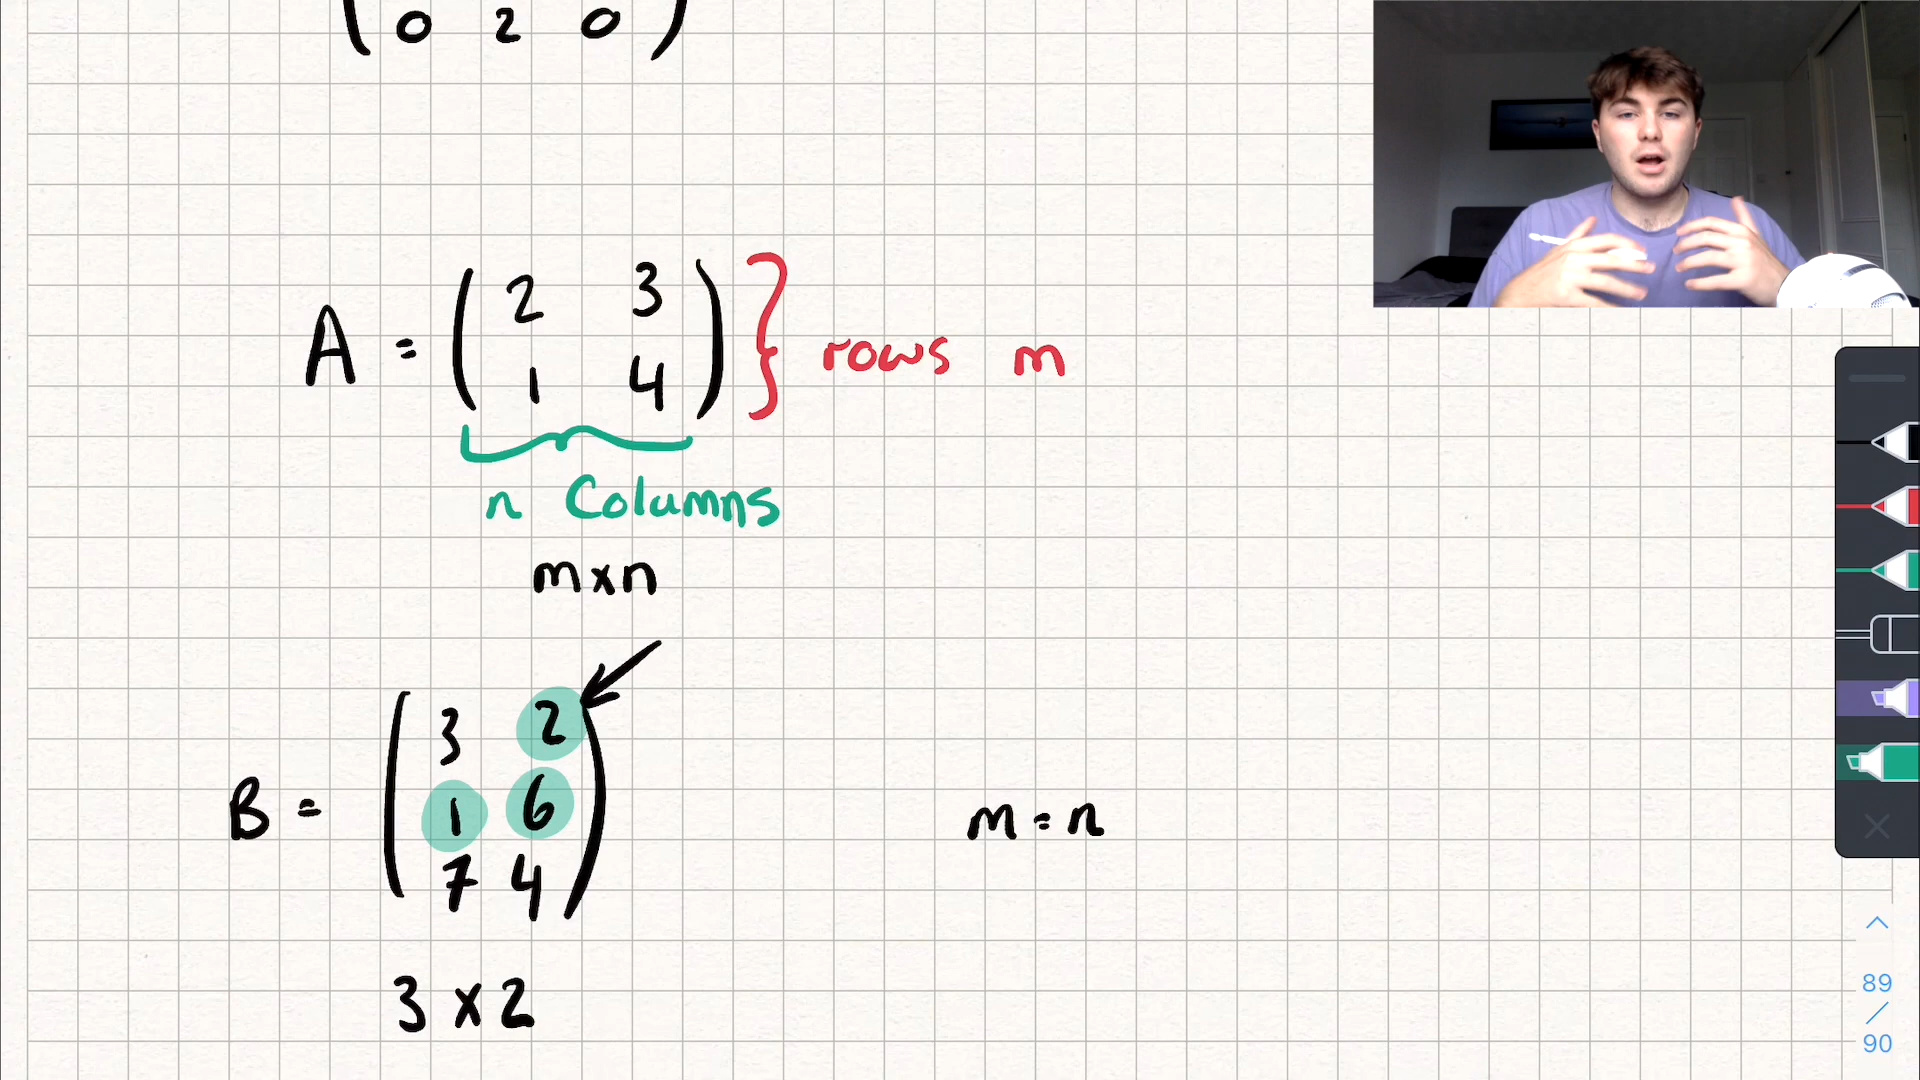 ( 0 2 0 )
A = ( 2 3
1 4 ) } rows m
n Columns
m x n
B = ( 3 2
1 6
7 4 )
m = n
3 x 2
89
/
90